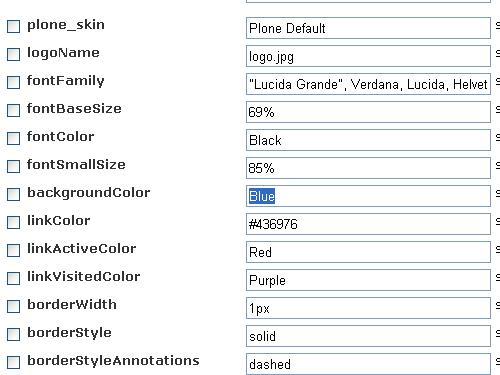 plone_skin Plone Default
logoName logo.jpg
fontFamily "Lucida Grande", Verdana, Lucida, Helvet
fontBaseSize 69%
fontColor Black
fontSmallSize 85%
backgroundColor Blue
linkColor #436976
linkActiveColor Red
linkVisitedColor Purple
borderWidth 1px
borderStyle solid
borderStyleAnnotations dashed